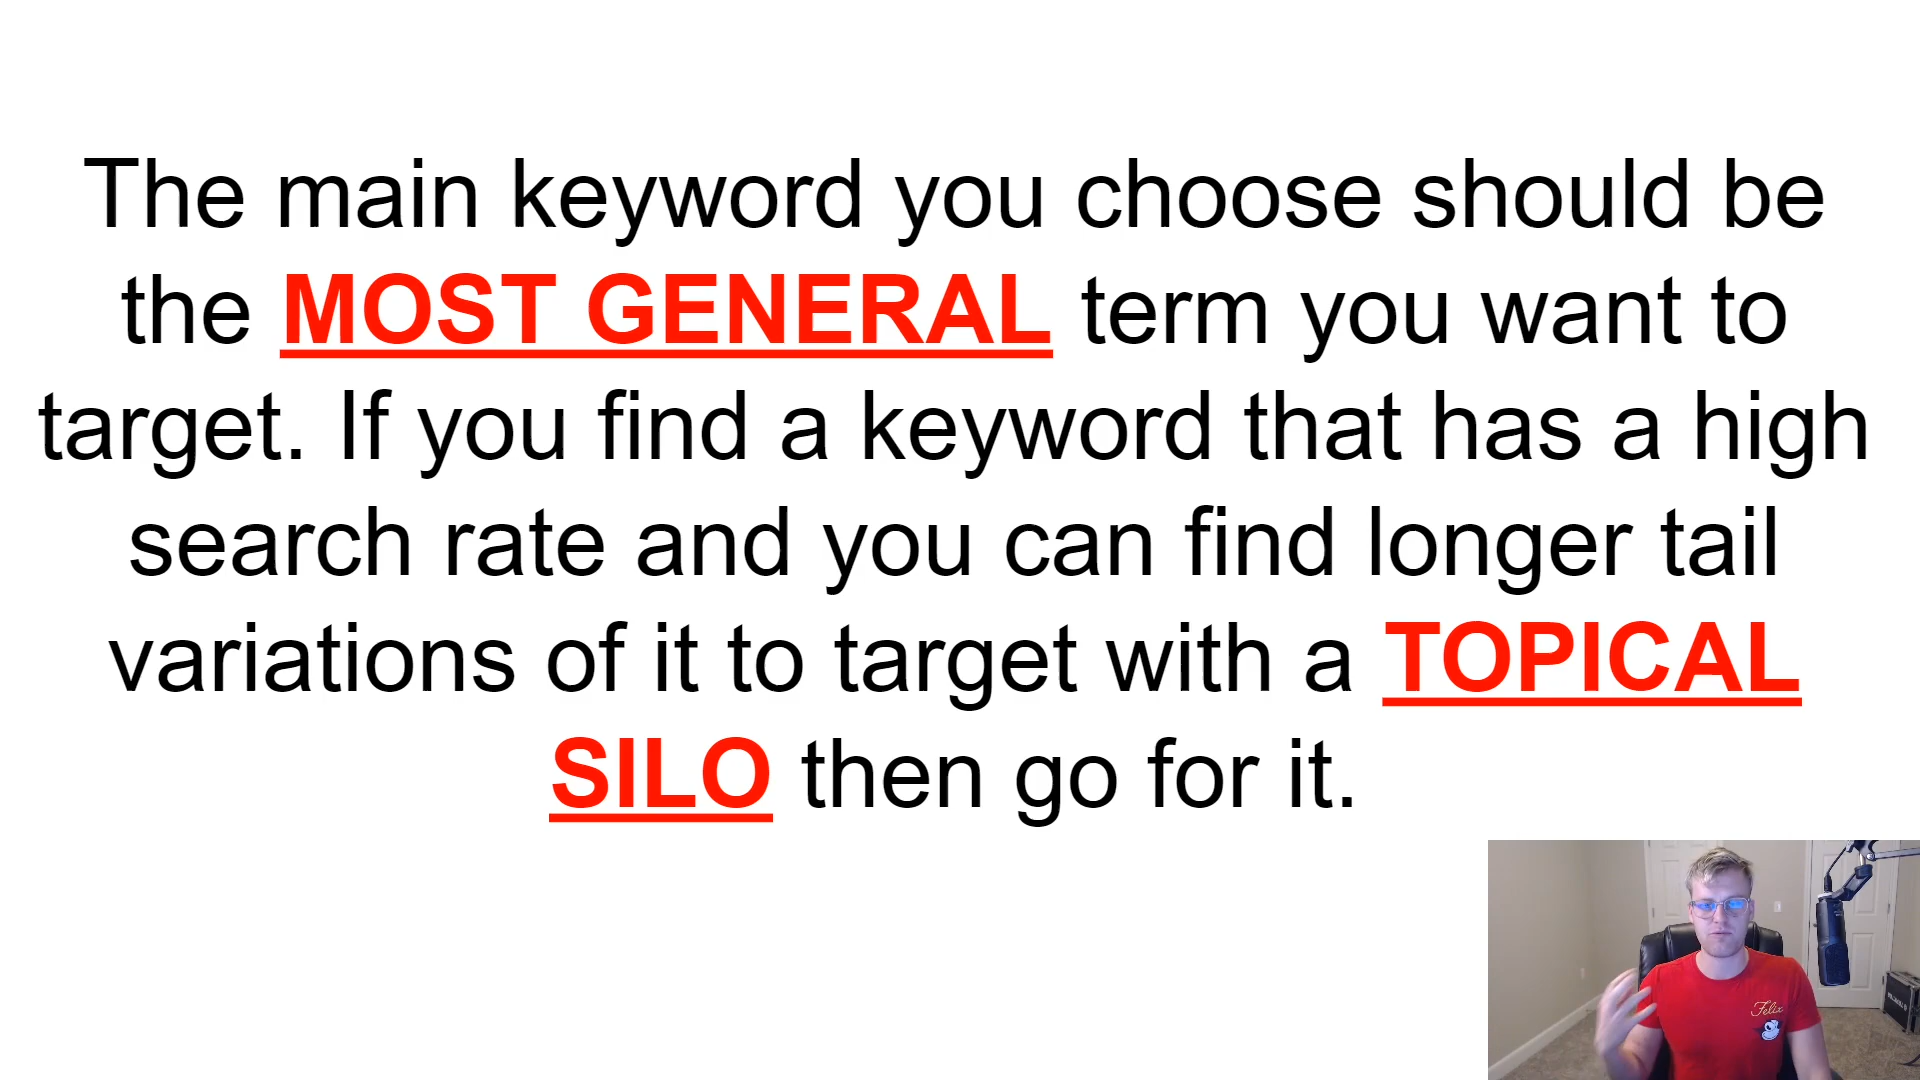 The main keyword you choose should be
the MOST GENERAL term you want to
target. If you find a keyword that has a high
search rate and you can find longer tail
variations of it to target with a TOPICAL
SILO then go for it.
Felix